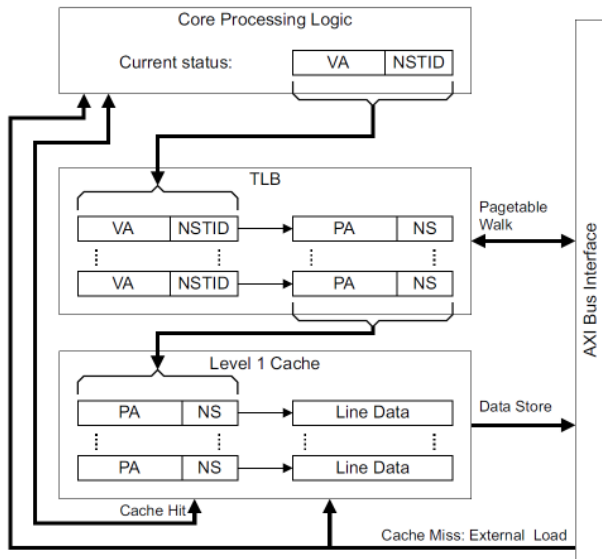 Core Processing Logic
Current status: VA NSTID
TLB
VA NSTID PA NS
VA NSTID PA NS
Pagetable
Walk
AXI Bus Interface
Level 1 Cache
PA NS Line Data
PA NS Line Data
Data Store
Cache Hit
Cache Miss: External Load